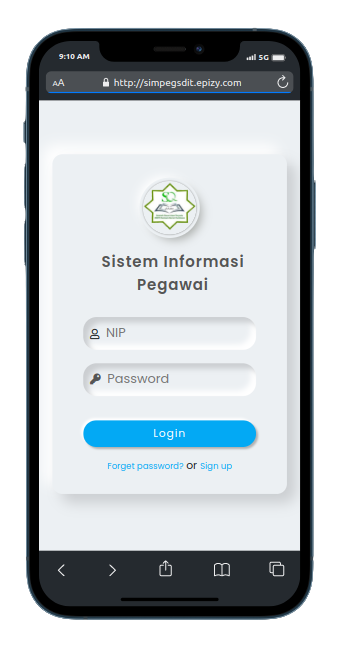 9:10 AM
5G
AA
http://simpegsdit.epizy.com
Sistem Informasi
Pegawai
NIP
Password
Login
Forget password? or Sign up